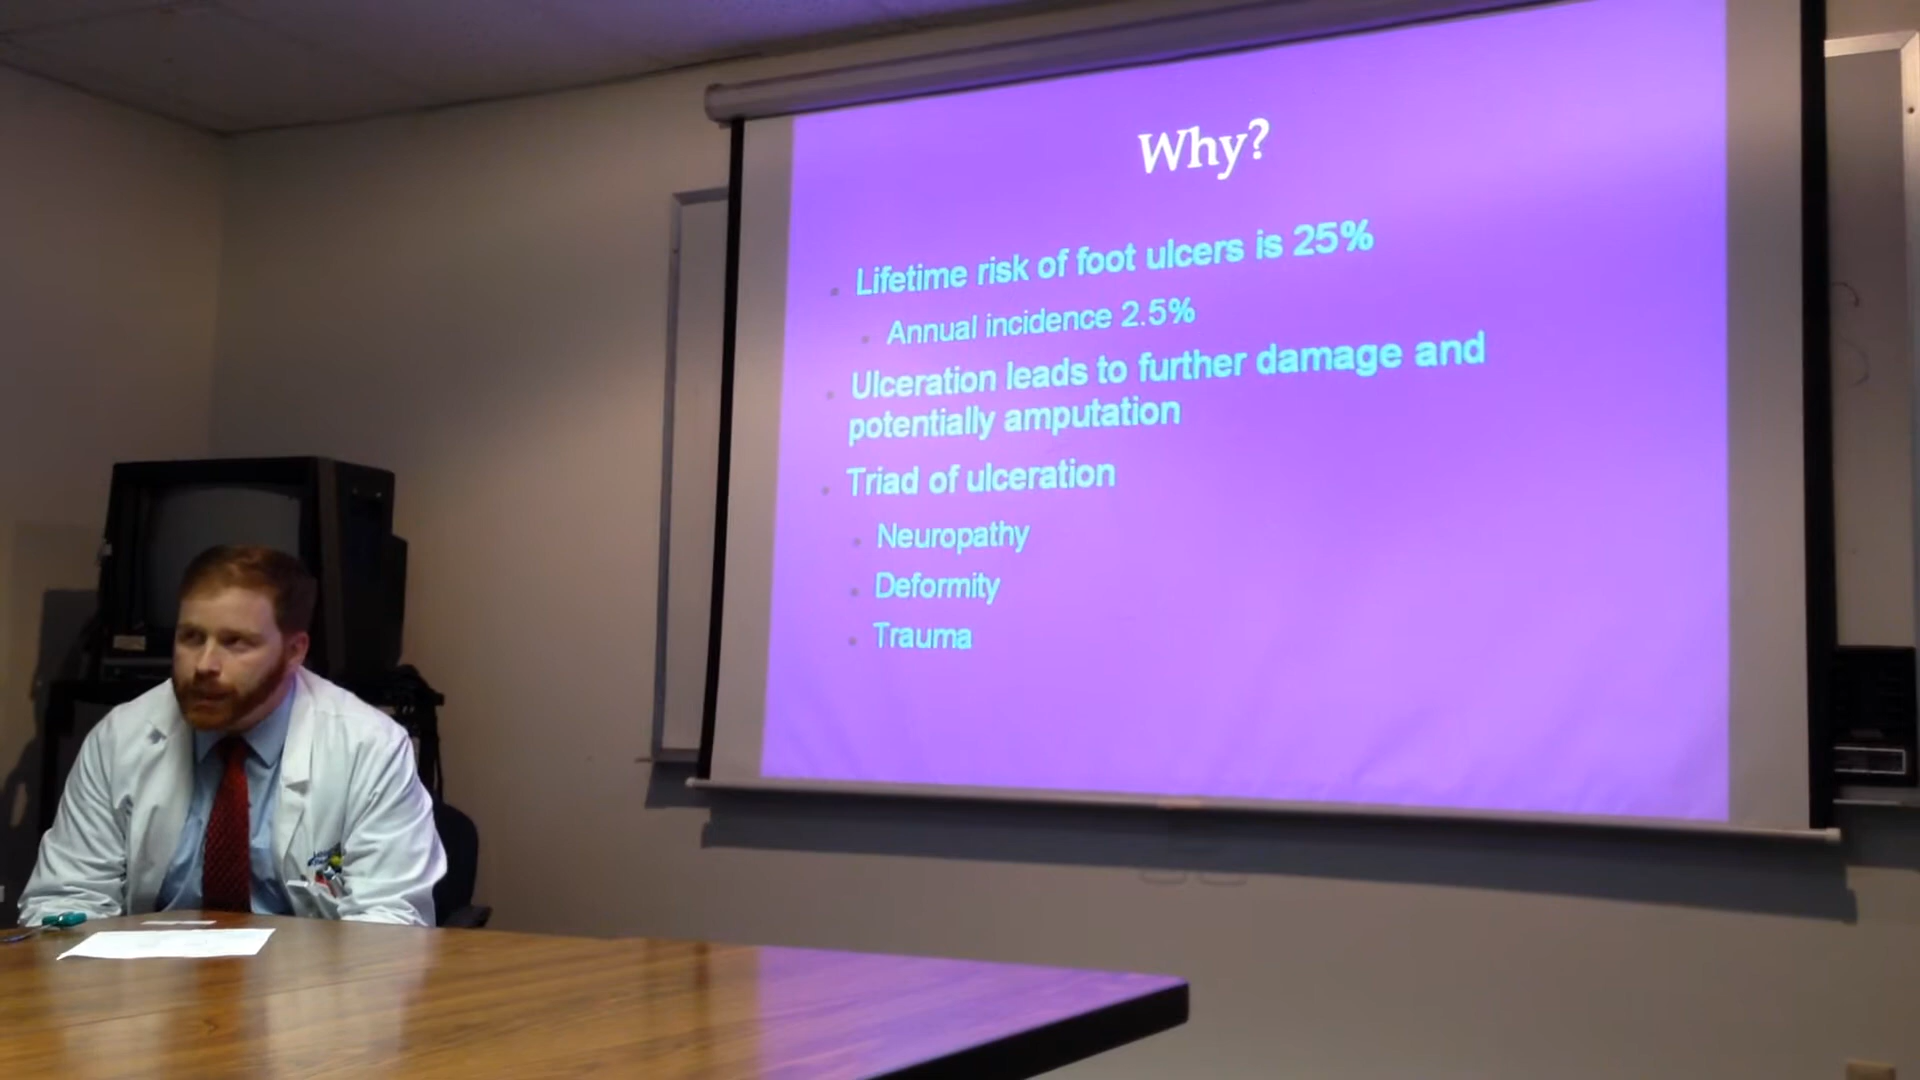 Why?
Lifetime risk of foot ulcers is 25%
Annual incidence 2.5%
Ulceration leads to further damage and
potentially amputation
Triad of ulceration
Neuropathy
Deformity
Trauma